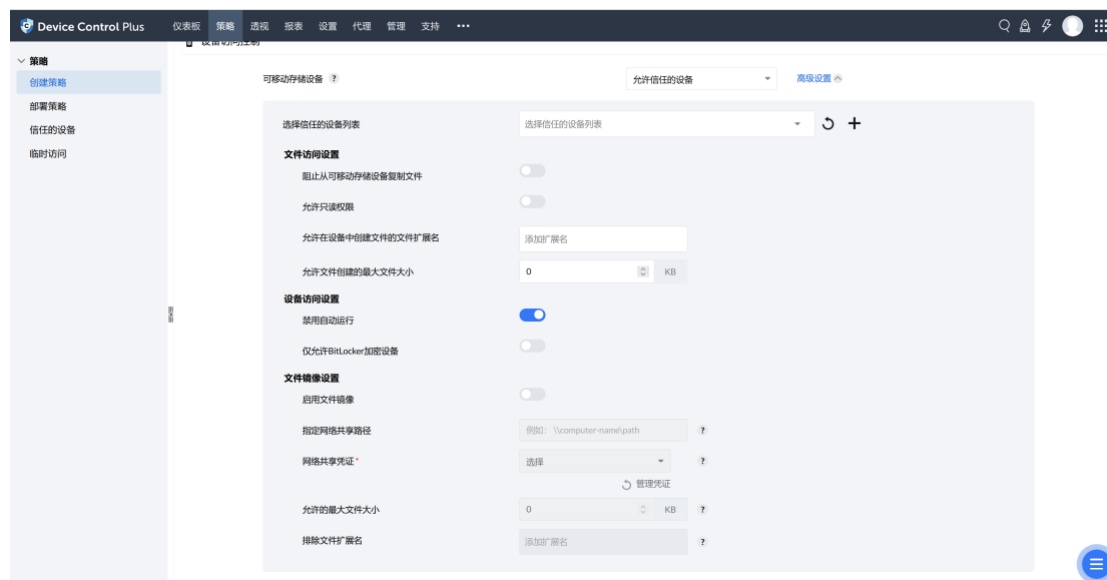 Device Control Plus 仪表板 策略 透视 报表 设置 代理 管理 支持 •••
设备访问控制
策略
创建策略
部署策略
信任的设备
临时访问
可移动存储设备 ? 允许信任的设备 高级设置
选择信任的设备列表 选择信任的设备列表
文件访问设置
阻止从可移动存储设备复制文件
允许只读权限
允许在设备中创建文件的文件扩展名 添加扩展名
允许文件创建的最大文件大小 0 KB
设备访问设置
禁用自动运行
仅允许BitLocker加密设备
文件镜像设置
启用文件镜像
指定网络共享路径 例如: \\computer-name\path ?
网络共享凭证* 选择 ?
管理凭证
允许的最大文件大小 0 KB ?
排除文件扩展名 添加扩展名 ?